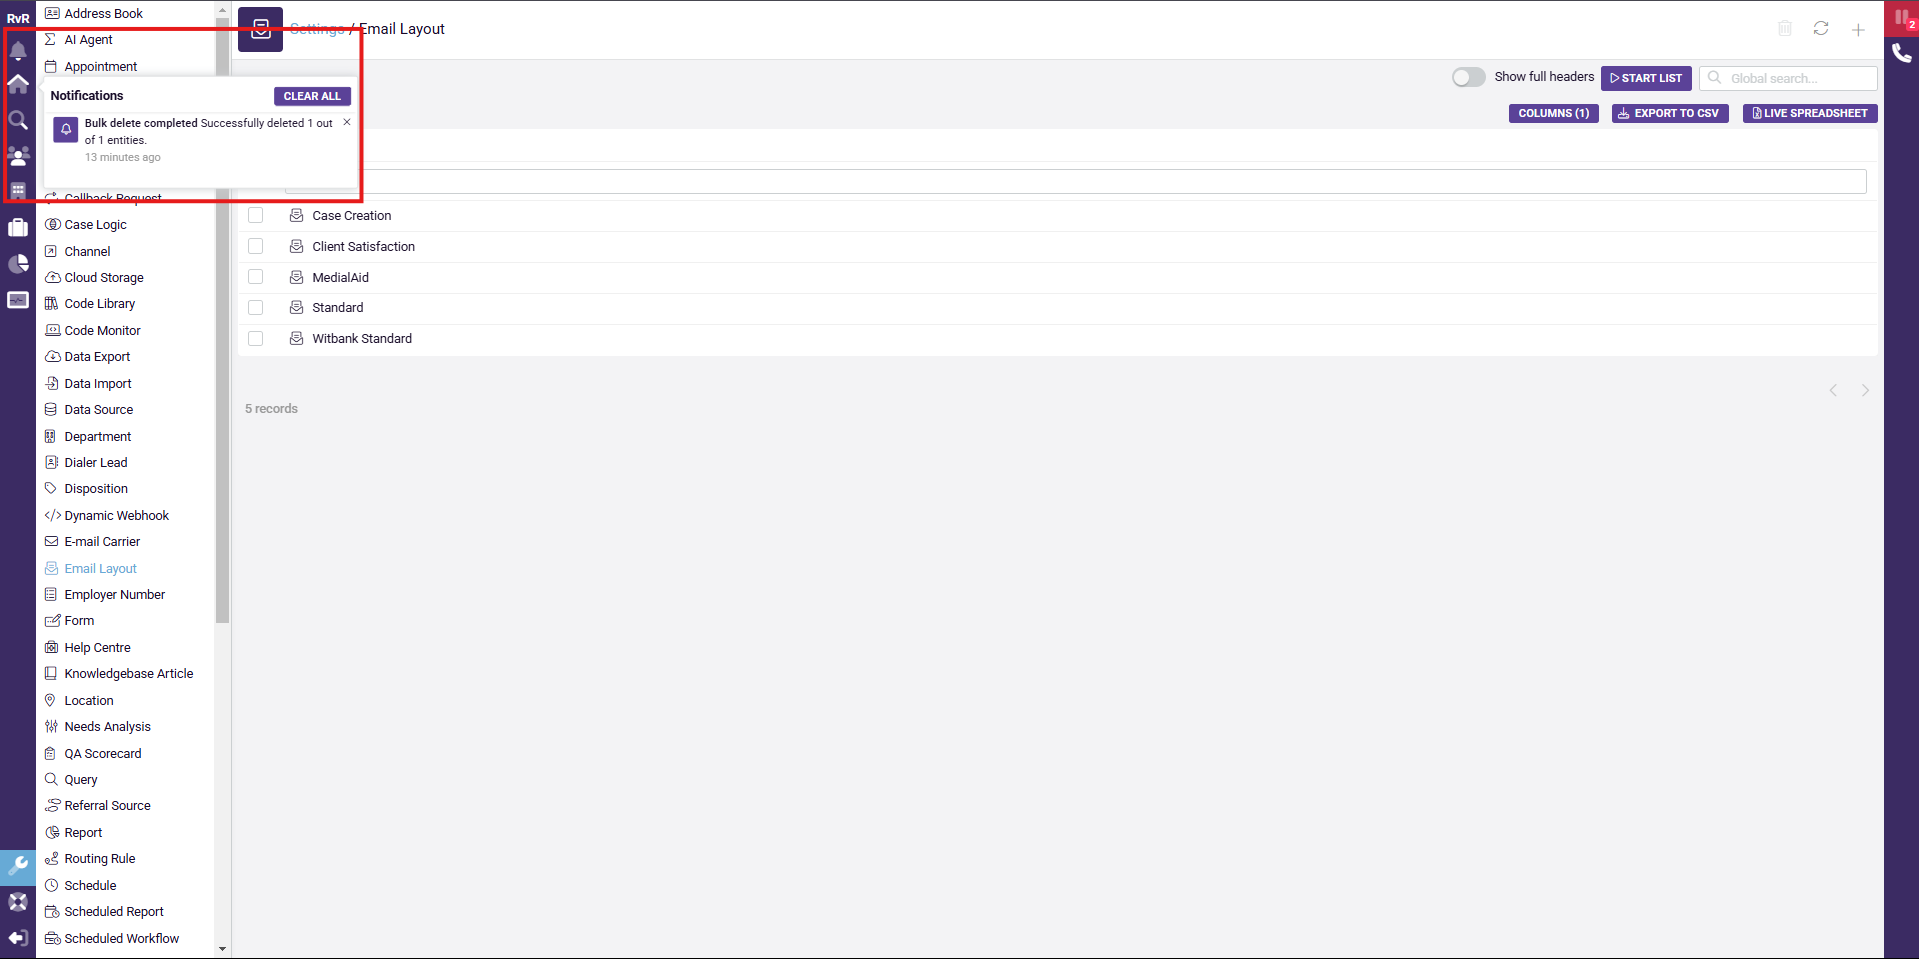 RvR
Address Book
AI Agent
Appointment
Notifications
CLEAR ALL
Bulk delete completed Successfully deleted 1 out
of 1 entities.
13 minutes ago
Callback Request
Case Logic
Channel
Cloud Storage
Code Library
Code Monitor
Data Export
Data Import
Data Source
Department
Dialer Lead
Disposition
Dynamic Webhook
E-mail Carrier
Email Layout
Employer Number
Form
Help Centre
Knowledgebase Article
Location
Needs Analysis
QA Scorecard
Query
Referral Source
Report
Routing Rule
Schedule
Scheduled Report
Scheduled Workflow
Settings / Email Layout
Show full headers
START LIST
Global search...
COLUMNS (1)
EXPORT TO CSV
LIVE SPREADSHEET
Case Creation
Client Satisfaction
MedialAid
Standard
Witbank Standard
5 records
2